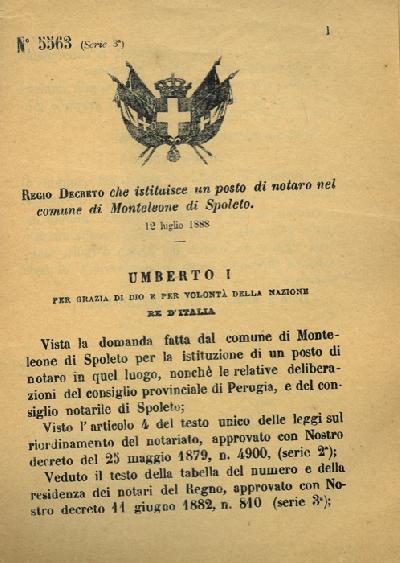 1
N° 5563 (Serie 3ª)
REGIO DECRETO che istituisce un posto di notaro nel
comune di Monteleone di Spoleto.
12 luglio 1888
UMBERTO I
PER GRAZIA DI DIO E PER VOLONTÀ DELLA NAZIONE
RE D'ITALIA
Vista la domanda fatta dal comune di Monte-
leone di Spoleto per la istituzione di un posto di
notaro in quel luogo, nonchè le relative delibera-
zioni del consiglio provinciale di Perugia, e del con-
siglio notarile di Spoleto;
Visto l'articolo 4 del testo unico delle leggi sul
riordinamento del notariato, approvato con Nostro
decreto del 25 maggio 1879, n. 4900, (serie 2ª);
Veduto il testo della tabella del numero e della
residenza dei notari del Regno, approvato con No-
stro decreto 11 giugno 1882, n. 810 (serie 3ª);